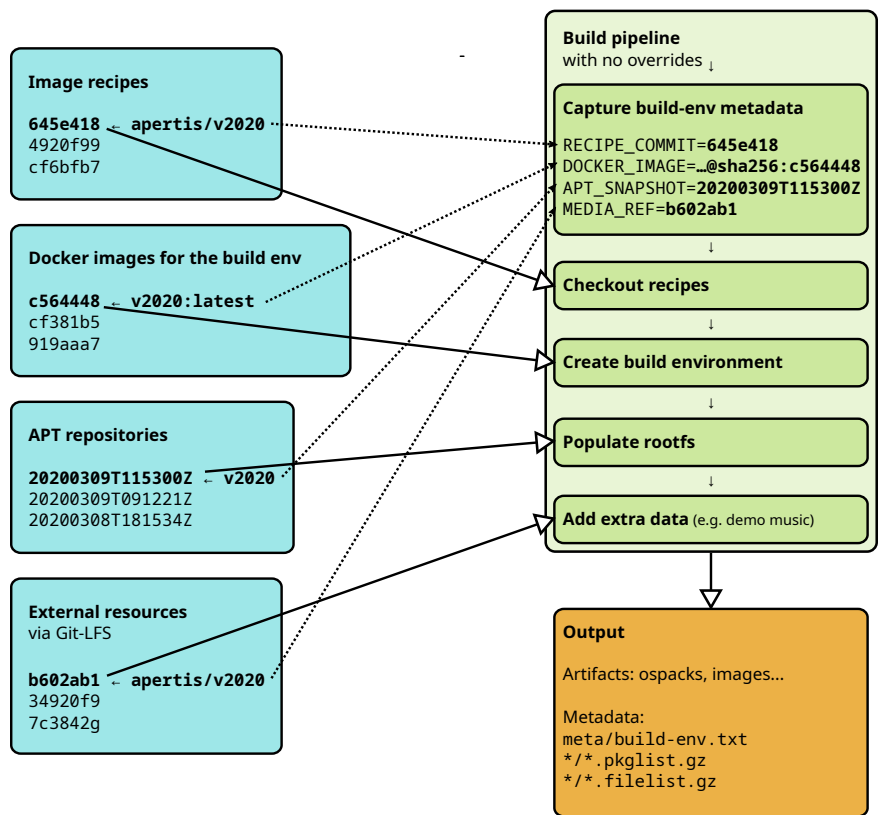 Image recipes
645e418 ← apertis/v2020
4920f99
cf6bfb7
Docker images for the build env
c564448 ← v2020:latest
cf381b5
919aaa7
APT repositories
20200309T115300Z ← v2020
20200309T091221Z
20200308T181534Z
External resources
via Git-LFS
b602ab1 ← apertis/v2020
34920f9
7c3842g
-
Build pipeline
with no overrides ↓
Capture build-env metadata
RECIPE_COMMIT=645e418
DOCKER_IMAGE=…@sha256:c564448
APT_SNAPSHOT=20200309T115300Z
MEDIA_REF=b602ab1
↓
Checkout recipes
↓
Create build environment
↓
Populate rootfs
↓
Add extra data (e.g. demo music)
Output
Artifacts: ospacks, images...
Metadata:
meta/build-env.txt
*/*.pkglist.gz
*/*.filelist.gz